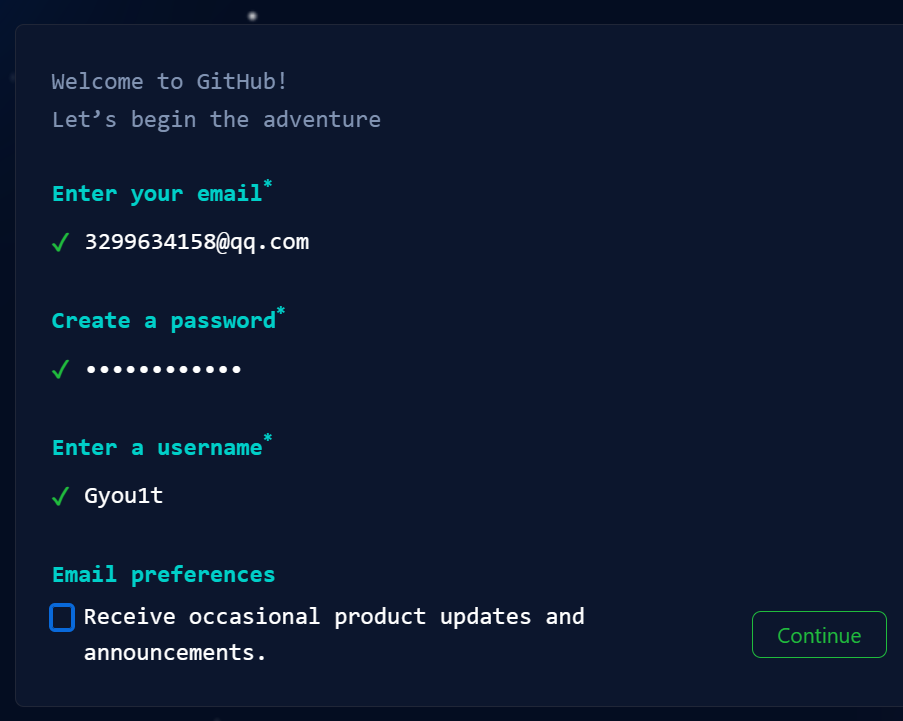 Welcome to GitHub!
Let’s begin the adventure
Enter your email*
✓ 3299634158@qq.com
Create a password*
✓ ••••••••••••
Enter a username*
✓ Gyou1t
Email preferences
Receive occasional product updates and
announcements.
Continue